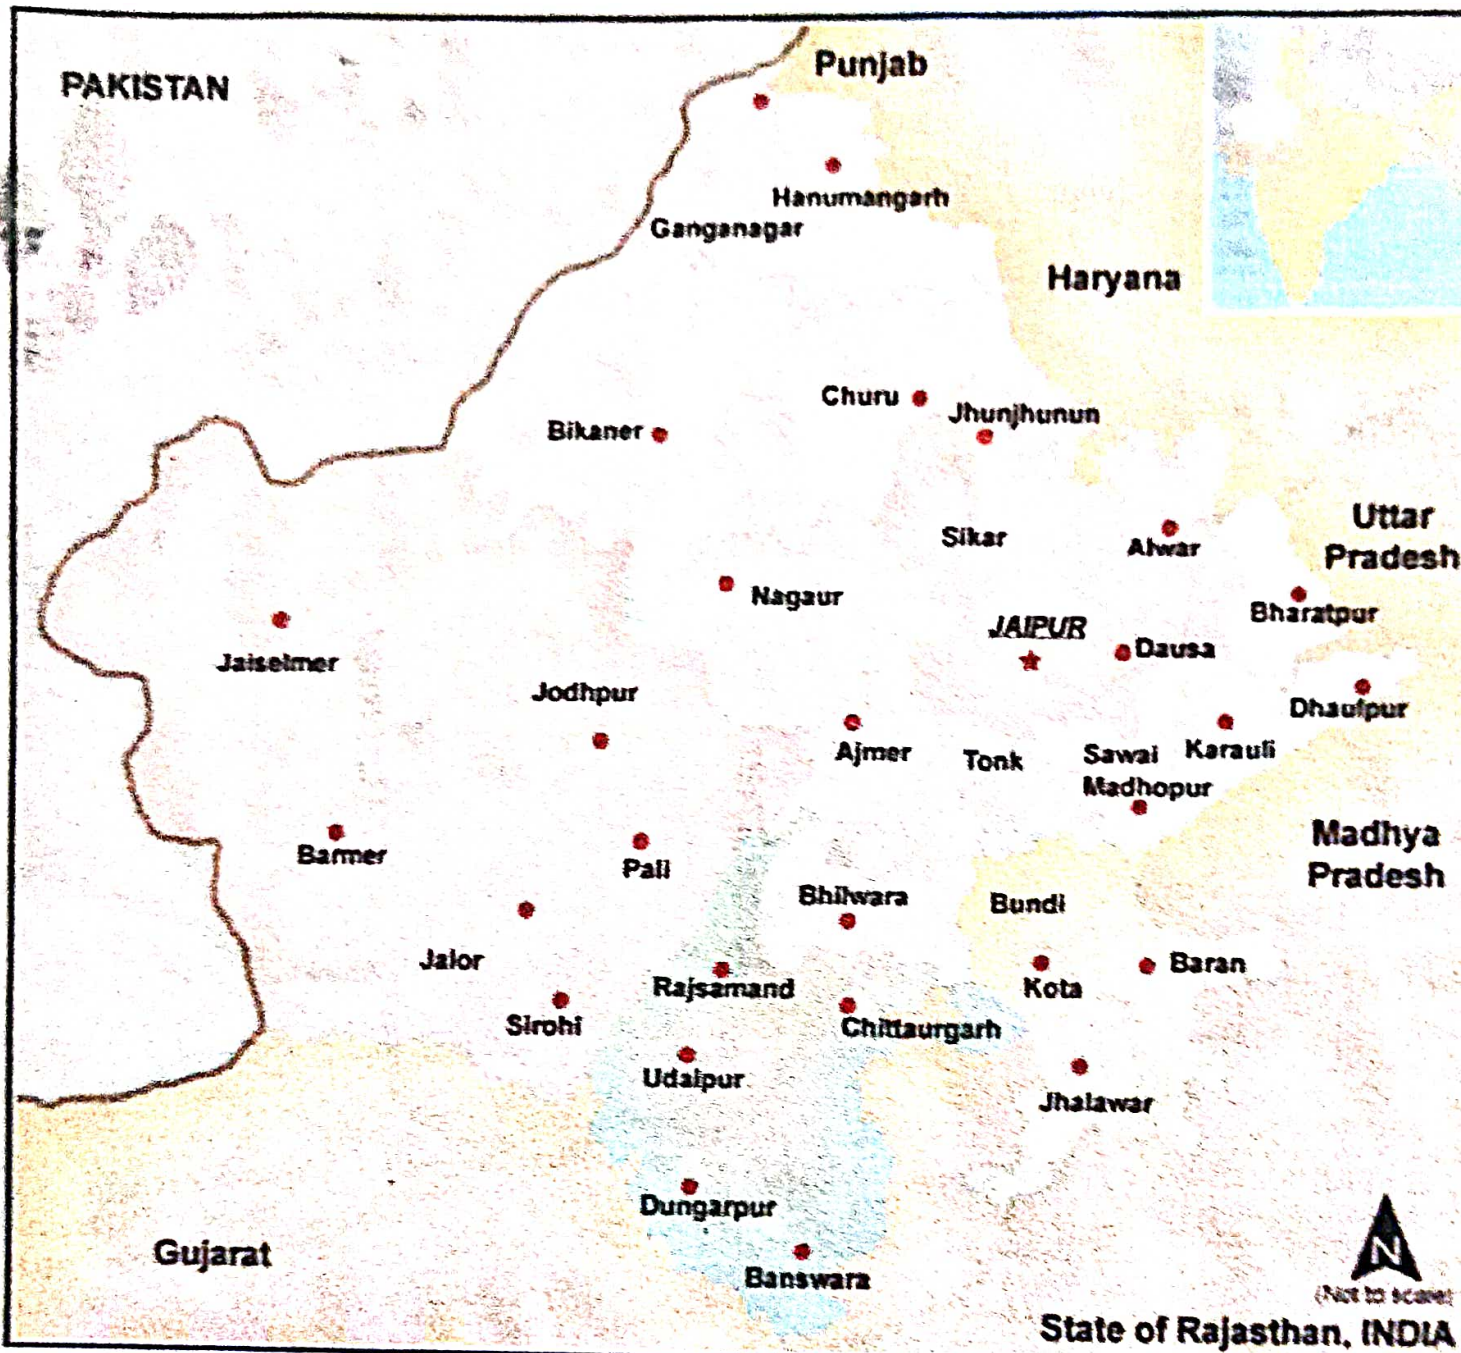 PAKISTAN
Punjab
Hanumangarh
Ganganagar
Haryana
Churu
Jhunjhunun
Bikaner
Uttar
Pradesh
Sikar
Alwar
Nagaur
Bharatpur
JAIPUR
Dausa
Jaiselmer
Jodhpur
Dhaulpur
Ajmer
Tonk
Sawai
Madhopur
Karauli
Madhya
Pradesh
Barmer
Pali
Bhilwara
Bundi
Jalor
Rajsamand
Kota
Baran
Sirohi
Chittaurgarh
Udaipur
Jhalawar
Dungarpur
Gujarat
Banswara
N
(Not to scale)
State of Rajasthan, INDIA